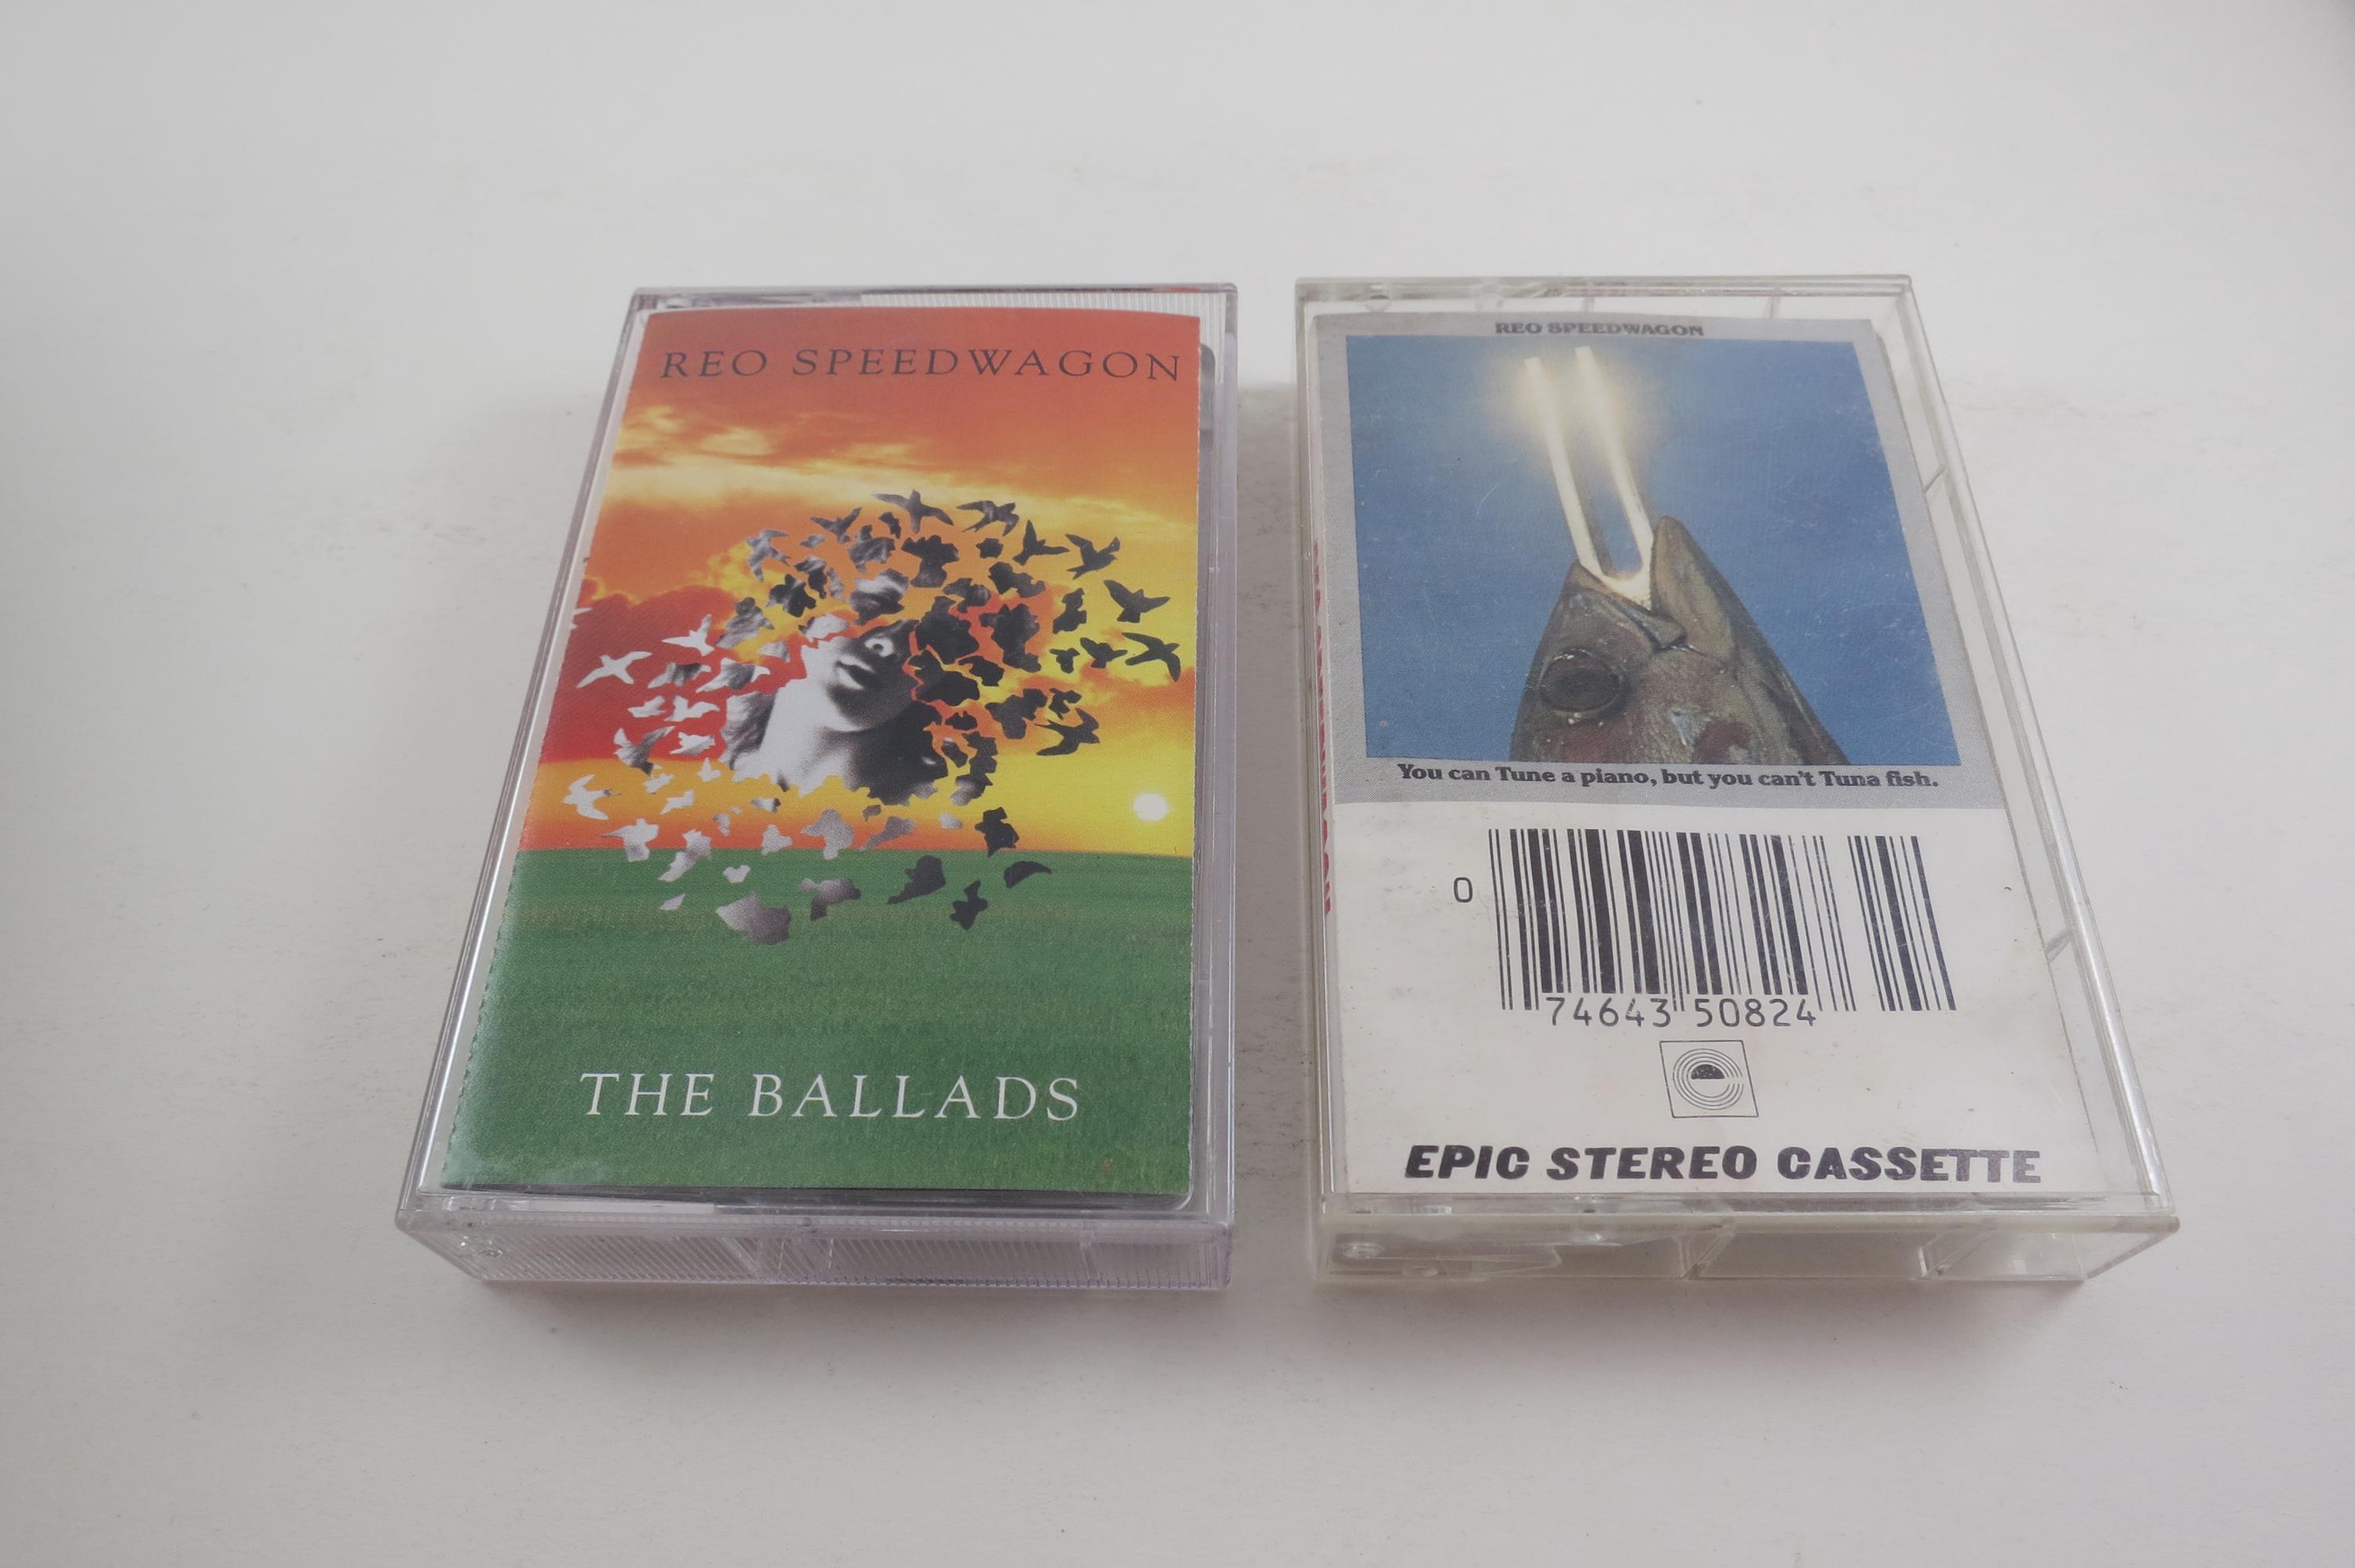 REO SPEEDWAGON
THE BALLADS
REO SPEEDWAGON
You can Tune a piano, but you can't Tuna fish.
0
74643 50824
EPIC STEREO CASSETTE